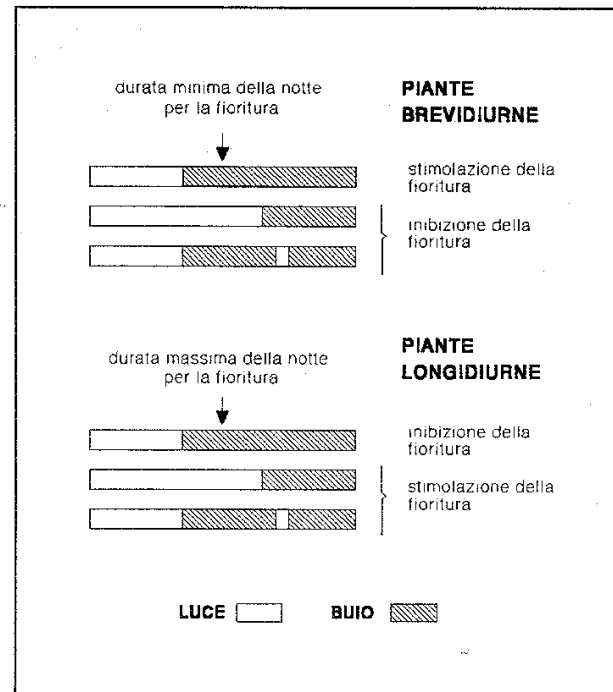 durata minima della notte
per la fioritura
PIANTE
BREVIDIURNE
stimolazione della
fioritura
inibizione della
fioritura
durata massima della notte
per la fioritura
PIANTE
LONGIDIURNE
inibizione della
fioritura
stimolazione della
fioritura
LUCE
BUIO